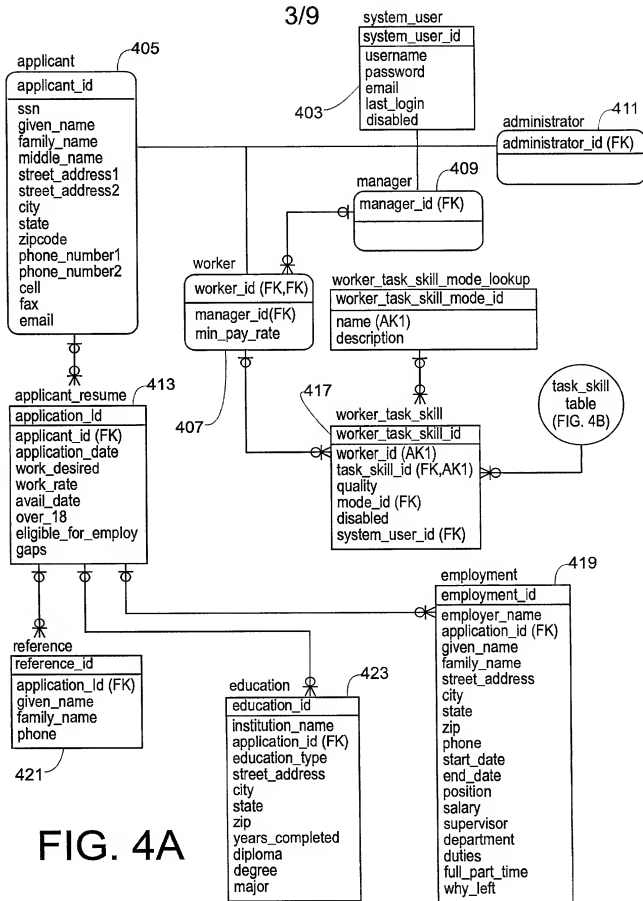 3/9
system_user
system_user_id
username
password
email
last_login
disabled
403
applicant
405
applicant_id
ssn
given_name
family_name
middle_name
street_address1
street_address2
city
state
zipcode
phone_number1
phone_number2
cell
fax
email
administrator
411
administrator_id (FK)
manager
409
manager_id (FK)
worker
worker_id (FK,FK)
manager_id(FK)
min_pay_rate
407
worker_task_skill_mode_lookup
worker_task_skill_mode_id
name (AK1)
description
task_skill
table
(FIG. 4B)
applicant_resume
413
application_Id
applicant_id (FK)
application_date
work_desired
work_rate
avail_date
over_18
eligible_for_employ
gaps
417
worker_task_skill
worker_task_skill_id
worker_id (AK1)
task_skill_id (FK,AK1)
quality
mode_id (FK)
disabled
system_user_id (FK)
reference
reference_id
application_Id (FK)
given_name
family_name
phone
421
education
423
education_id
institution_name
application_id (FK)
education_type
street_address
city
state
zip
years_completed
diploma
degree
major
employment
419
employment_id
employer_name
application_id (FK)
given_name
family_name
street_address
city
state
zip
phone
start_date
end_date
position
salary
supervisor
department
duties
full_part_time
why_left
FIG. 4A